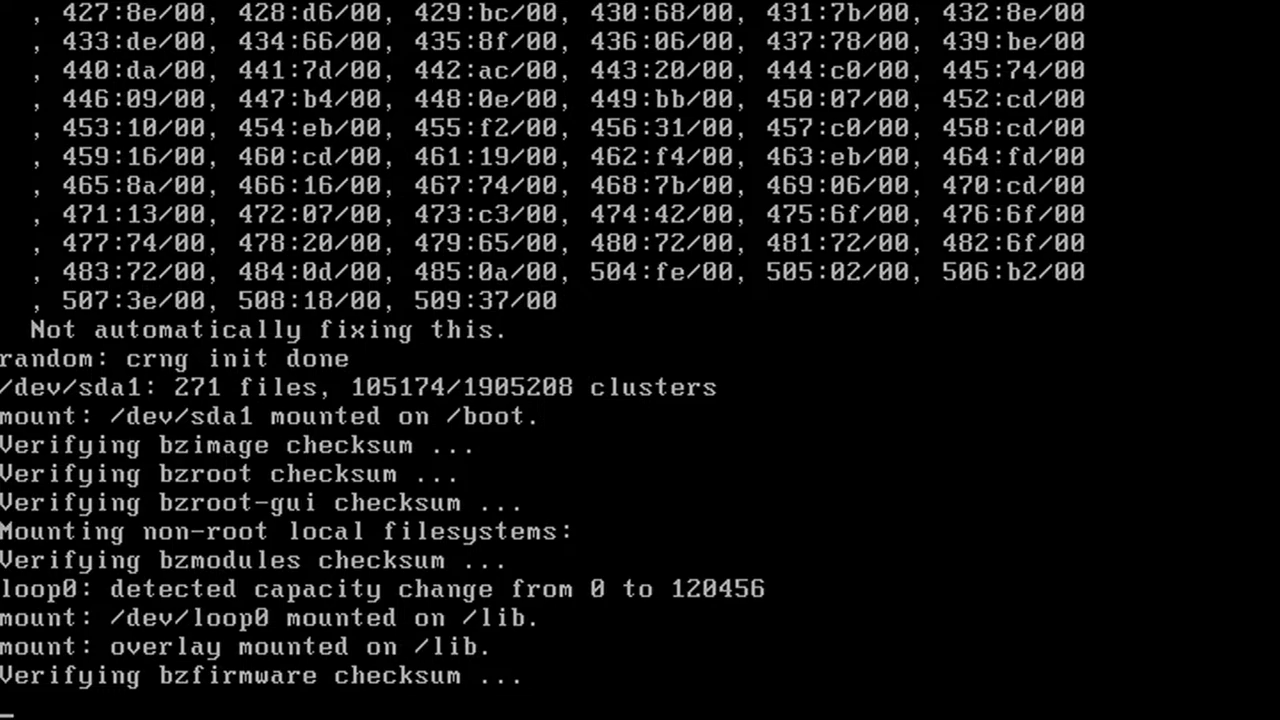 , 427:8e/00, 428:d6/00, 429:bc/00, 430:68/00, 431:7b/00, 432:8e/00
, 433:de/00, 434:66/00, 435:8f/00, 436:06/00, 437:78/00, 439:be/00
, 440:da/00, 441:7d/00, 442:ac/00, 443:20/00, 444:c0/00, 445:74/00
, 446:09/00, 447:b4/00, 448:0e/00, 449:bb/00, 450:07/00, 452:cd/00
, 453:10/00, 454:eb/00, 455:f2/00, 456:31/00, 457:c0/00, 458:cd/00
, 459:16/00, 460:cd/00, 461:19/00, 462:f4/00, 463:eb/00, 464:fd/00
, 465:8a/00, 466:16/00, 467:74/00, 468:7b/00, 469:06/00, 470:cd/00
, 471:13/00, 472:07/00, 473:c3/00, 474:42/00, 475:6f/00, 476:6f/00
, 477:74/00, 478:20/00, 479:65/00, 480:72/00, 481:72/00, 482:6f/00
, 483:72/00, 484:0d/00, 485:0a/00, 504:fe/00, 505:02/00, 506:b2/00
, 507:3e/00, 508:18/00, 509:37/00
Not automatically fixing this.
random: crng init done
/dev/sda1: 271 files, 105174/1905208 clusters
mount: /dev/sda1 mounted on /boot.
Verifying bzimage checksum ...
Verifying bzroot checksum ...
Verifying bzroot-gui checksum ...
Mounting non-root local filesystems:
Verifying bzmodules checksum ...
loop0: detected capacity change from 0 to 120456
mount: /dev/loop0 mounted on /lib.
mount: overlay mounted on /lib.
Verifying bzfirmware checksum ...